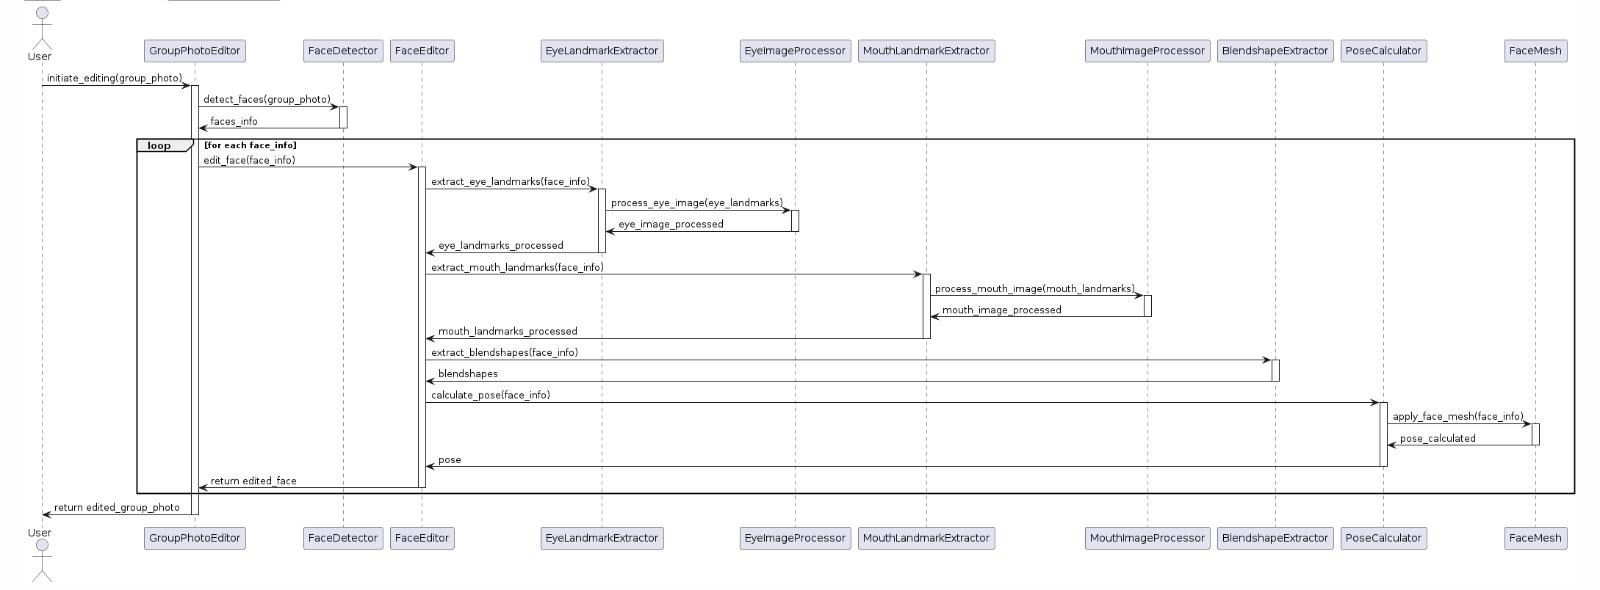 User
GroupPhotoEditor FaceDetector FaceEditor EyeLandmarkExtractor EyeImageProcessor MouthLandmarkExtractor MouthImageProcessor BlendshapeExtractor PoseCalculator FaceMesh
initiate_editing(group_photo)
detect_faces(group_photo)
faces_info
loop [for each face_info]
edit_face(face_info)
extract_eye_landmarks(face_info)
process_eye_image(eye_landmarks)
eye_image_processed
eye_landmarks_processed
extract_mouth_landmarks(face_info)
process_mouth_image(mouth_landmarks)
mouth_image_processed
mouth_landmarks_processed
extract_blendshapes(face_info)
blendshapes
calculate_pose(face_info)
apply_face_mesh(face_info)
pose_calculated
pose
return edited_face
return edited_group_photo
User
GroupPhotoEditor FaceDetector FaceEditor EyeLandmarkExtractor EyeImageProcessor MouthLandmarkExtractor MouthImageProcessor BlendshapeExtractor PoseCalculator FaceMesh